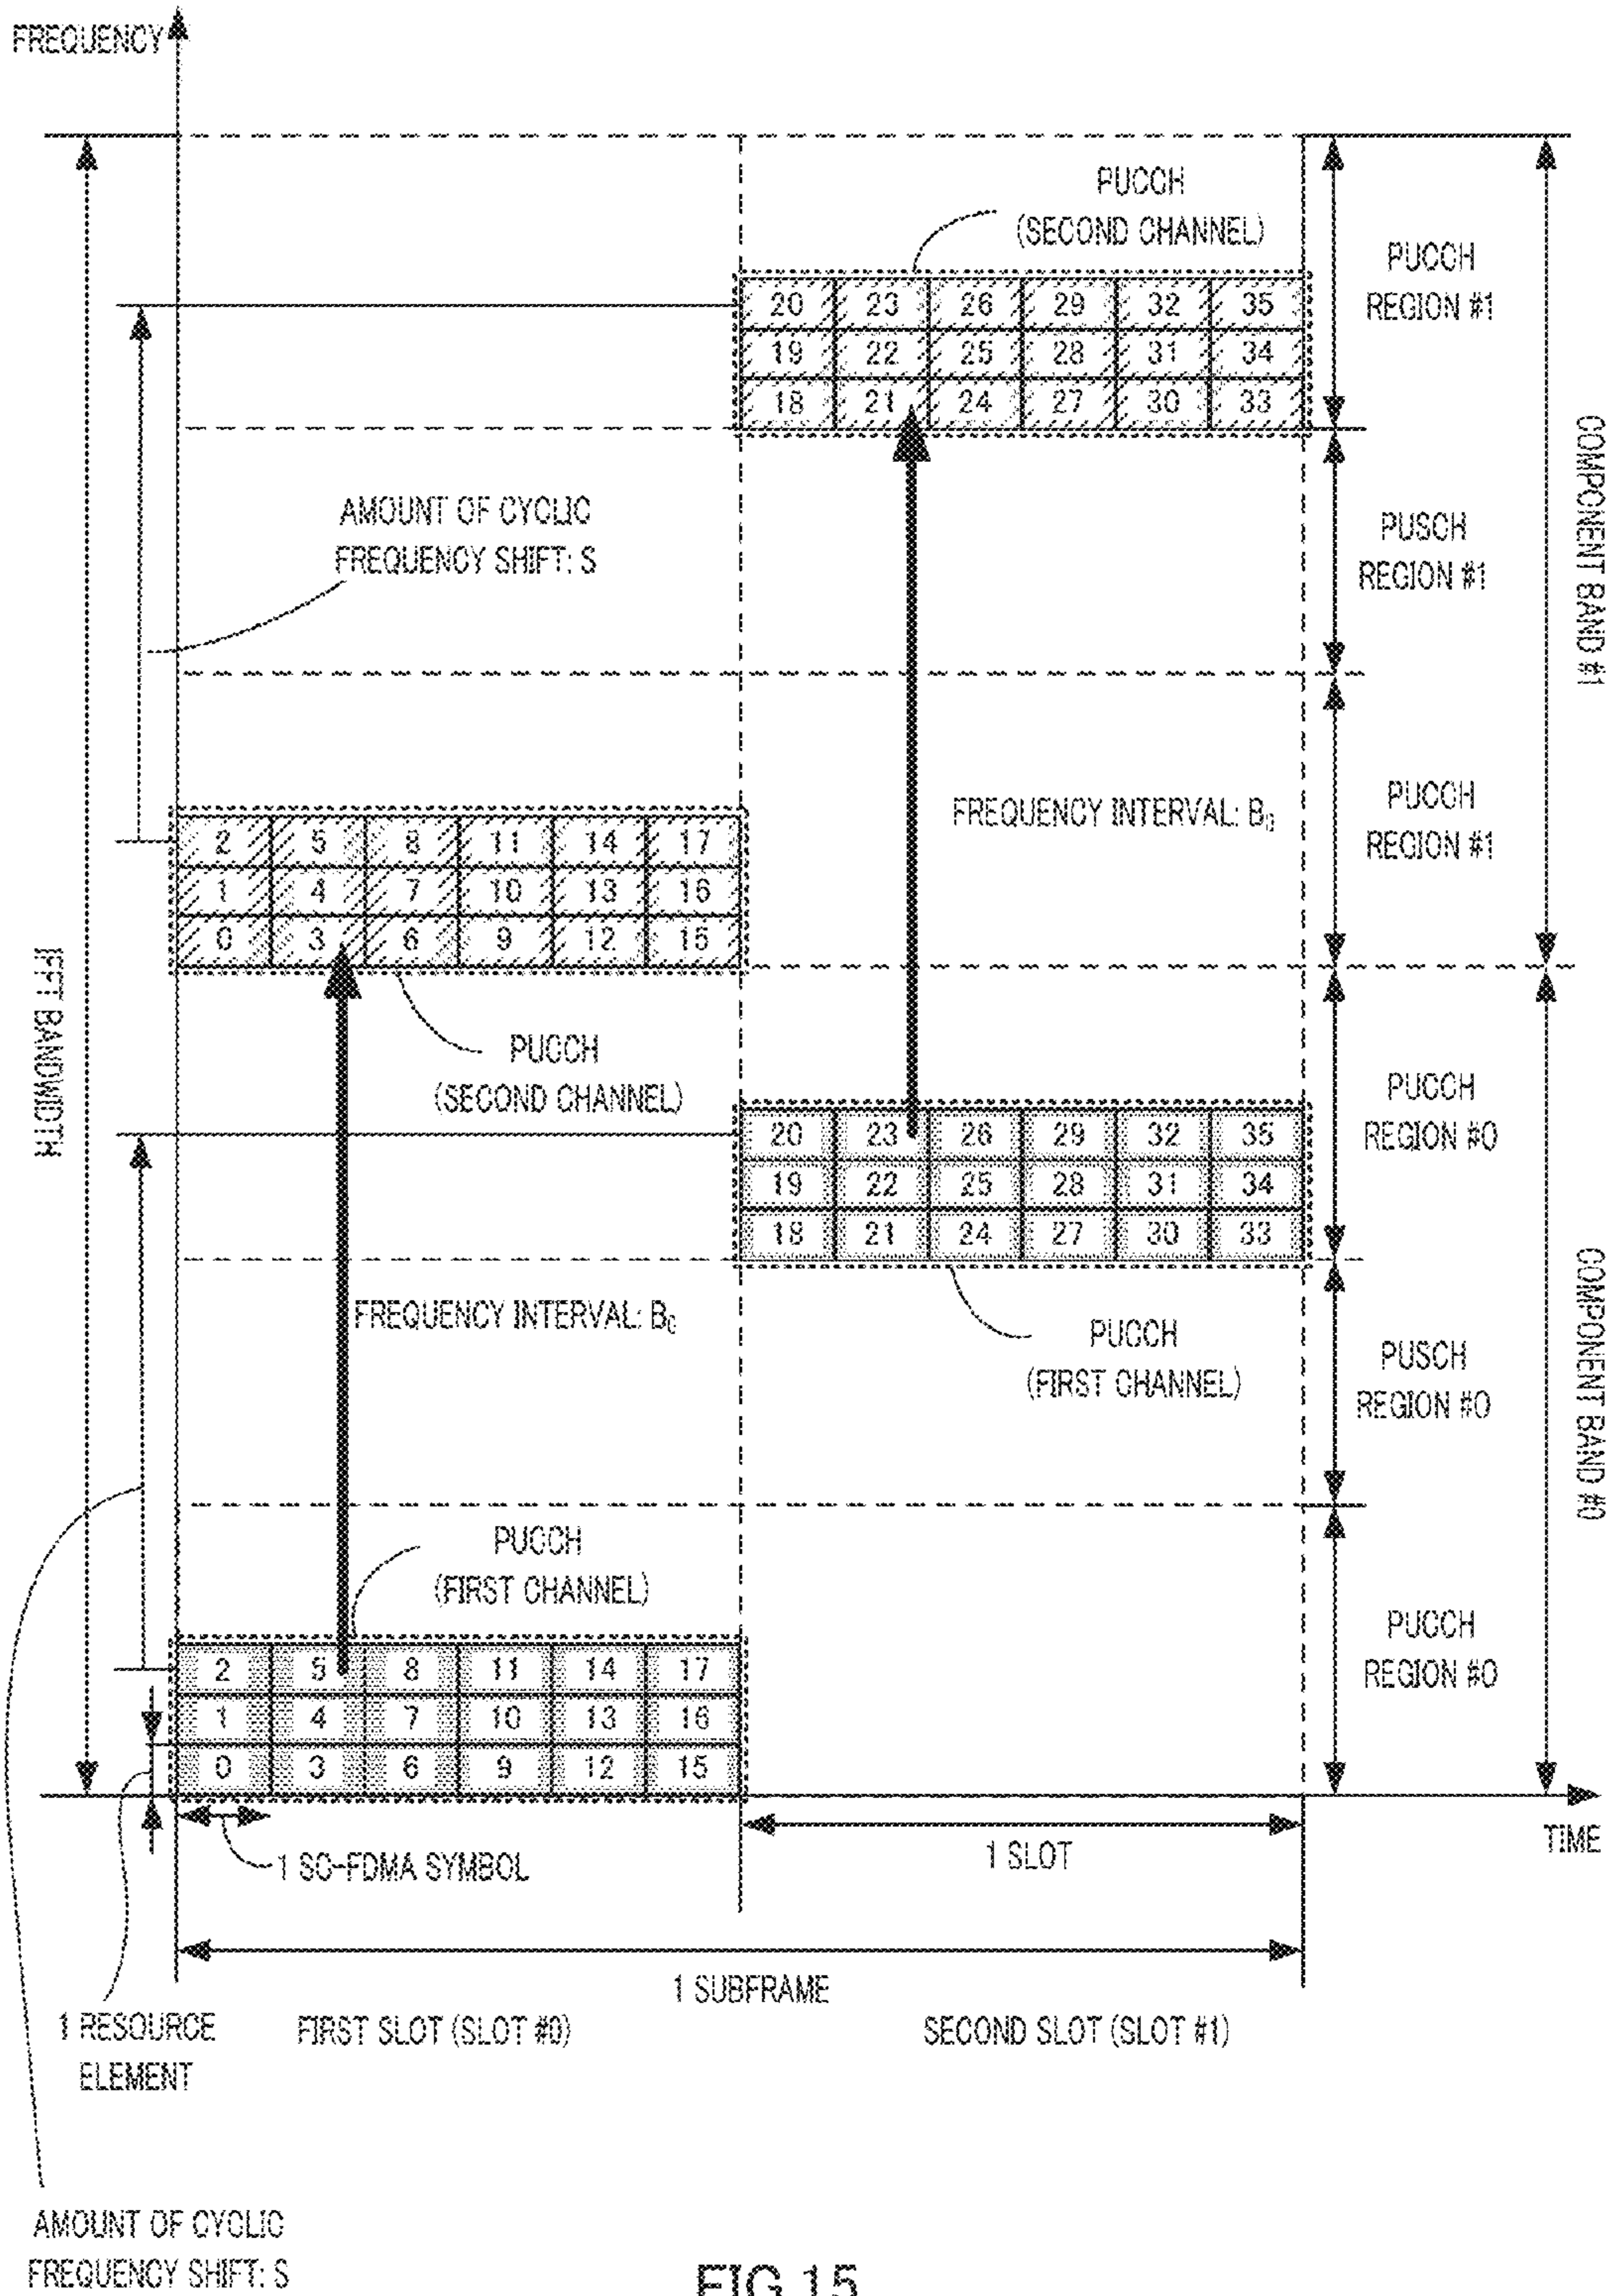 FREQUENCY
PUCCH
(SECOND CHANNEL)
PUCCH
REGION #1
20 23 26 29 32 35
19 22 25 28 31 34
18 21 24 27 30 33
AMOUNT OF CYCLIC
FREQUENCY SHIFT: S
PUSCH
REGION #1
COMPONENT BAND #1
FREQUENCY INTERVAL: B0
PUCCH
REGION #1
2 5 8 11 14 17
1 4 7 10 13 16
0 3 6 9 12 15
IFFT BANDWIDTH
PUCCH
(SECOND CHANNEL)
PUCCH
REGION #0
20 23 26 29 32 35
19 22 25 28 31 34
18 21 24 27 30 33
FREQUENCY INTERVAL: B0
PUCCH
(FIRST CHANNEL)
PUSCH
REGION #0
COMPONENT BAND #0
PUCCH
(FIRST CHANNEL)
PUCCH
REGION #0
2 5 8 11 14 17
1 4 7 10 13 16
0 3 6 9 12 15
TIME
1 SC-FDMA SYMBOL
1 SLOT
1 SUBFRAME
1 RESOURCE
ELEMENT
FIRST SLOT (SLOT #0)
SECOND SLOT (SLOT #1)
AMOUNT OF CYCLIC
FREQUENCY SHIFT: S
FIG.15